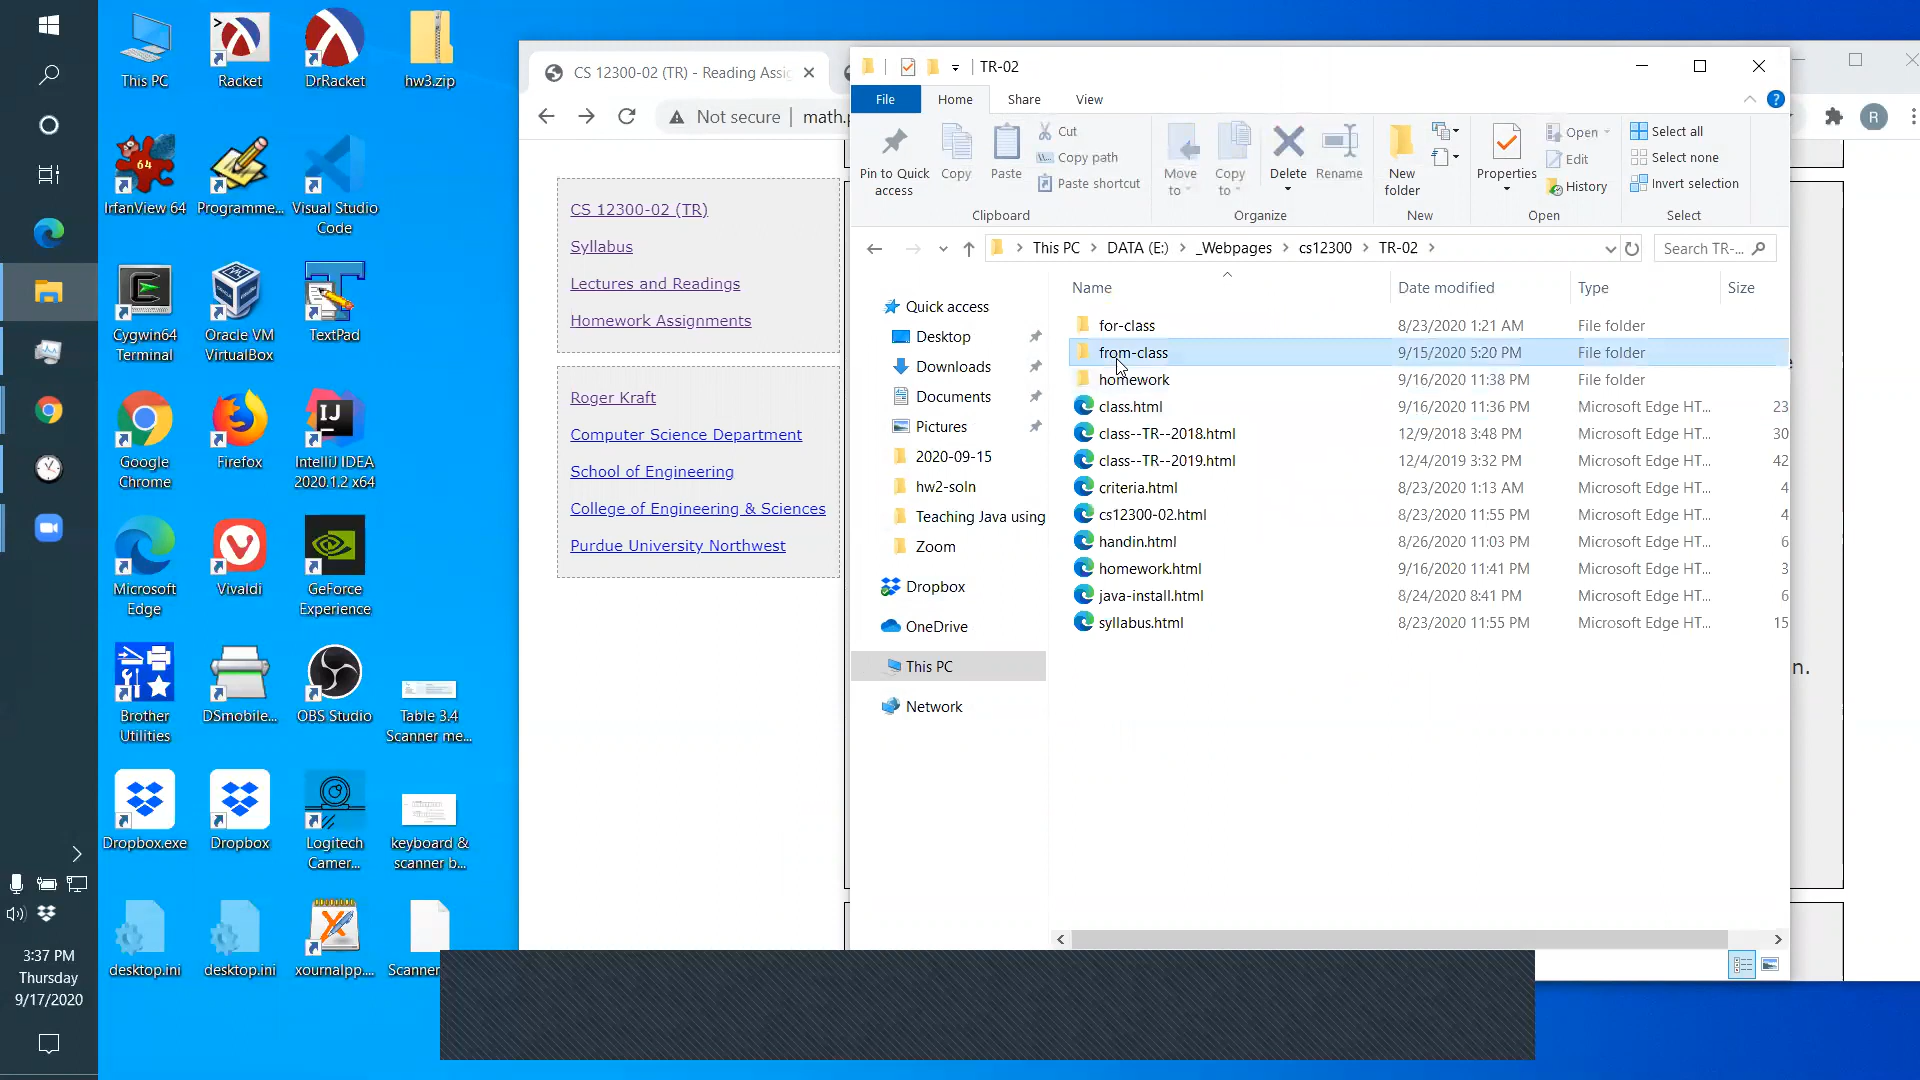 This PC
Racket
DrRacket
hw3.zip
IrfanView 64
Programme...
Visual Studio
Code
Cygwin64
Terminal
Oracle VM
VirtualBox
TextPad
Google
Chrome
Firefox
IntelliJ IDEA
2020.1.2 x64
Microsoft
Edge
Vivaldi
GeForce
Experience
Brother
Utilities
DSmobile...
OBS Studio
Table 3.4
Scanner me...
Dropbox.exe
Dropbox
Logitech
Camer...
keyboard &
scanner b...
desktop.ini
desktop.ini
xournalpp....
Scanner
3:37 PM
Thursday
9/17/2020
CS 12300-02 (TR) - Reading Assig
Not secure
math.p
CS 12300-02 (TR)
Syllabus
Lectures and Readings
Homework Assignments
Roger Kraft
Computer Science Department
School of Engineering
College of Engineering & Sciences
Purdue University Northwest
TR-02
File
Home
Share
View
Pin to Quick
access
Copy
Paste
Cut
Copy path
Paste shortcut
Clipboard
Move
to
Copy
to
Delete
Rename
Organize
New
folder
New
Properties
Open
Edit
History
Open
Select all
Select none
Invert selection
Select
This PC
DATA (E:)
_Webpages
cs12300
TR-02
Search TR-...
Quick access
Desktop
Downloads
Documents
Pictures
2020-09-15
hw2-soln
Teaching Java using
Zoom
Dropbox
OneDrive
This PC
Network
Name Date modified Type Size
for-class 8/23/2020 1:21 AM File folder
from-class 9/15/2020 5:20 PM File folder
homework 9/16/2020 11:38 PM File folder
class.html 9/16/2020 11:36 PM Microsoft Edge HT... 23
class--TR--2018.html 12/9/2018 3:48 PM Microsoft Edge HT... 30
class--TR--2019.html 12/4/2019 3:32 PM Microsoft Edge HT... 42
criteria.html 8/23/2020 1:13 AM Microsoft Edge HT... 4
cs12300-02.html 8/23/2020 11:55 PM Microsoft Edge HT... 4
handin.html 8/26/2020 11:03 PM Microsoft Edge HT... 6
homework.html 9/16/2020 11:41 PM Microsoft Edge HT... 3
java-install.html 8/24/2020 8:41 PM Microsoft Edge HT... 6
syllabus.html 8/23/2020 11:55 PM Microsoft Edge HT... 15
R
n.